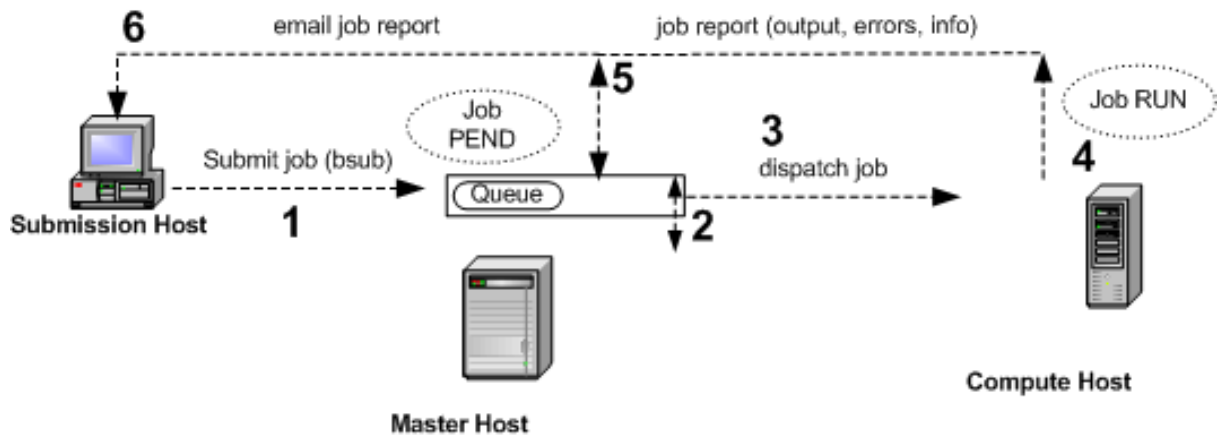 6
email job report
job report (output, errors, info)
5
Job
PEND
Job RUN
3
4
Submit job (bsub)
dispatch job
Queue
Submission Host
1
2
Compute Host
Master Host